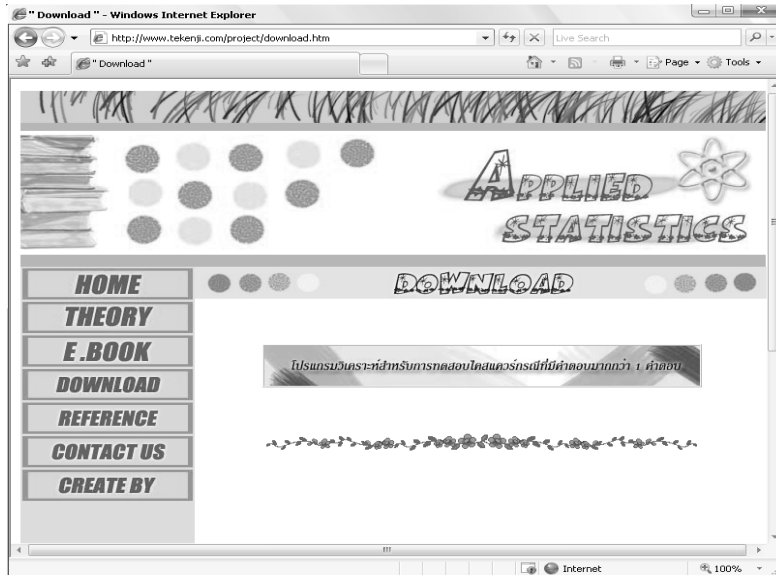 " Download " - Windows Internet Explorer
http://www.tekenji.com/project/download.htm
Live Search
" Download "
Page
Tools
APPLIED
STATISTICS
HOME
DOWNLOAD
THEORY
E.BOOK
โปรแกรมวิเคราะห์สำหรับการทดสอบไคสแควร์กรณีที่มีคำตอบมากกว่า 1 คำตอบ
DOWNLOAD
REFERENCE
CONTACT US
CREATE BY
Internet
100%